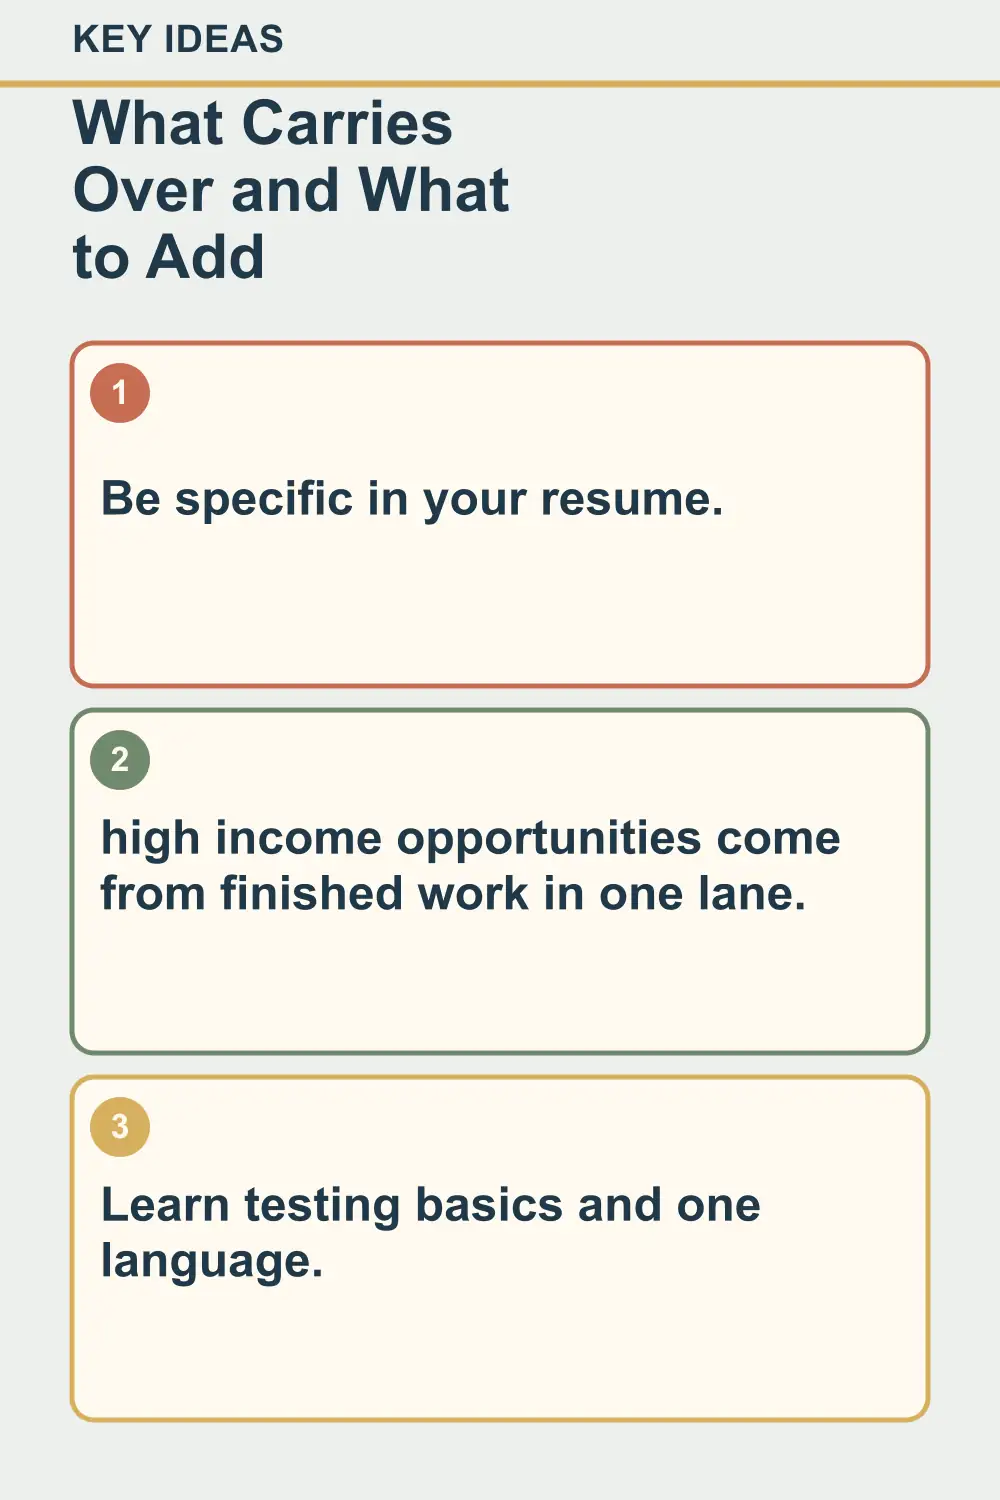 KEY IDEAS
What Carries
Over and What
to Add
1
Be specific in your resume.
2
high income opportunities come
from finished work in one lane.
3
Learn testing basics and one
language.